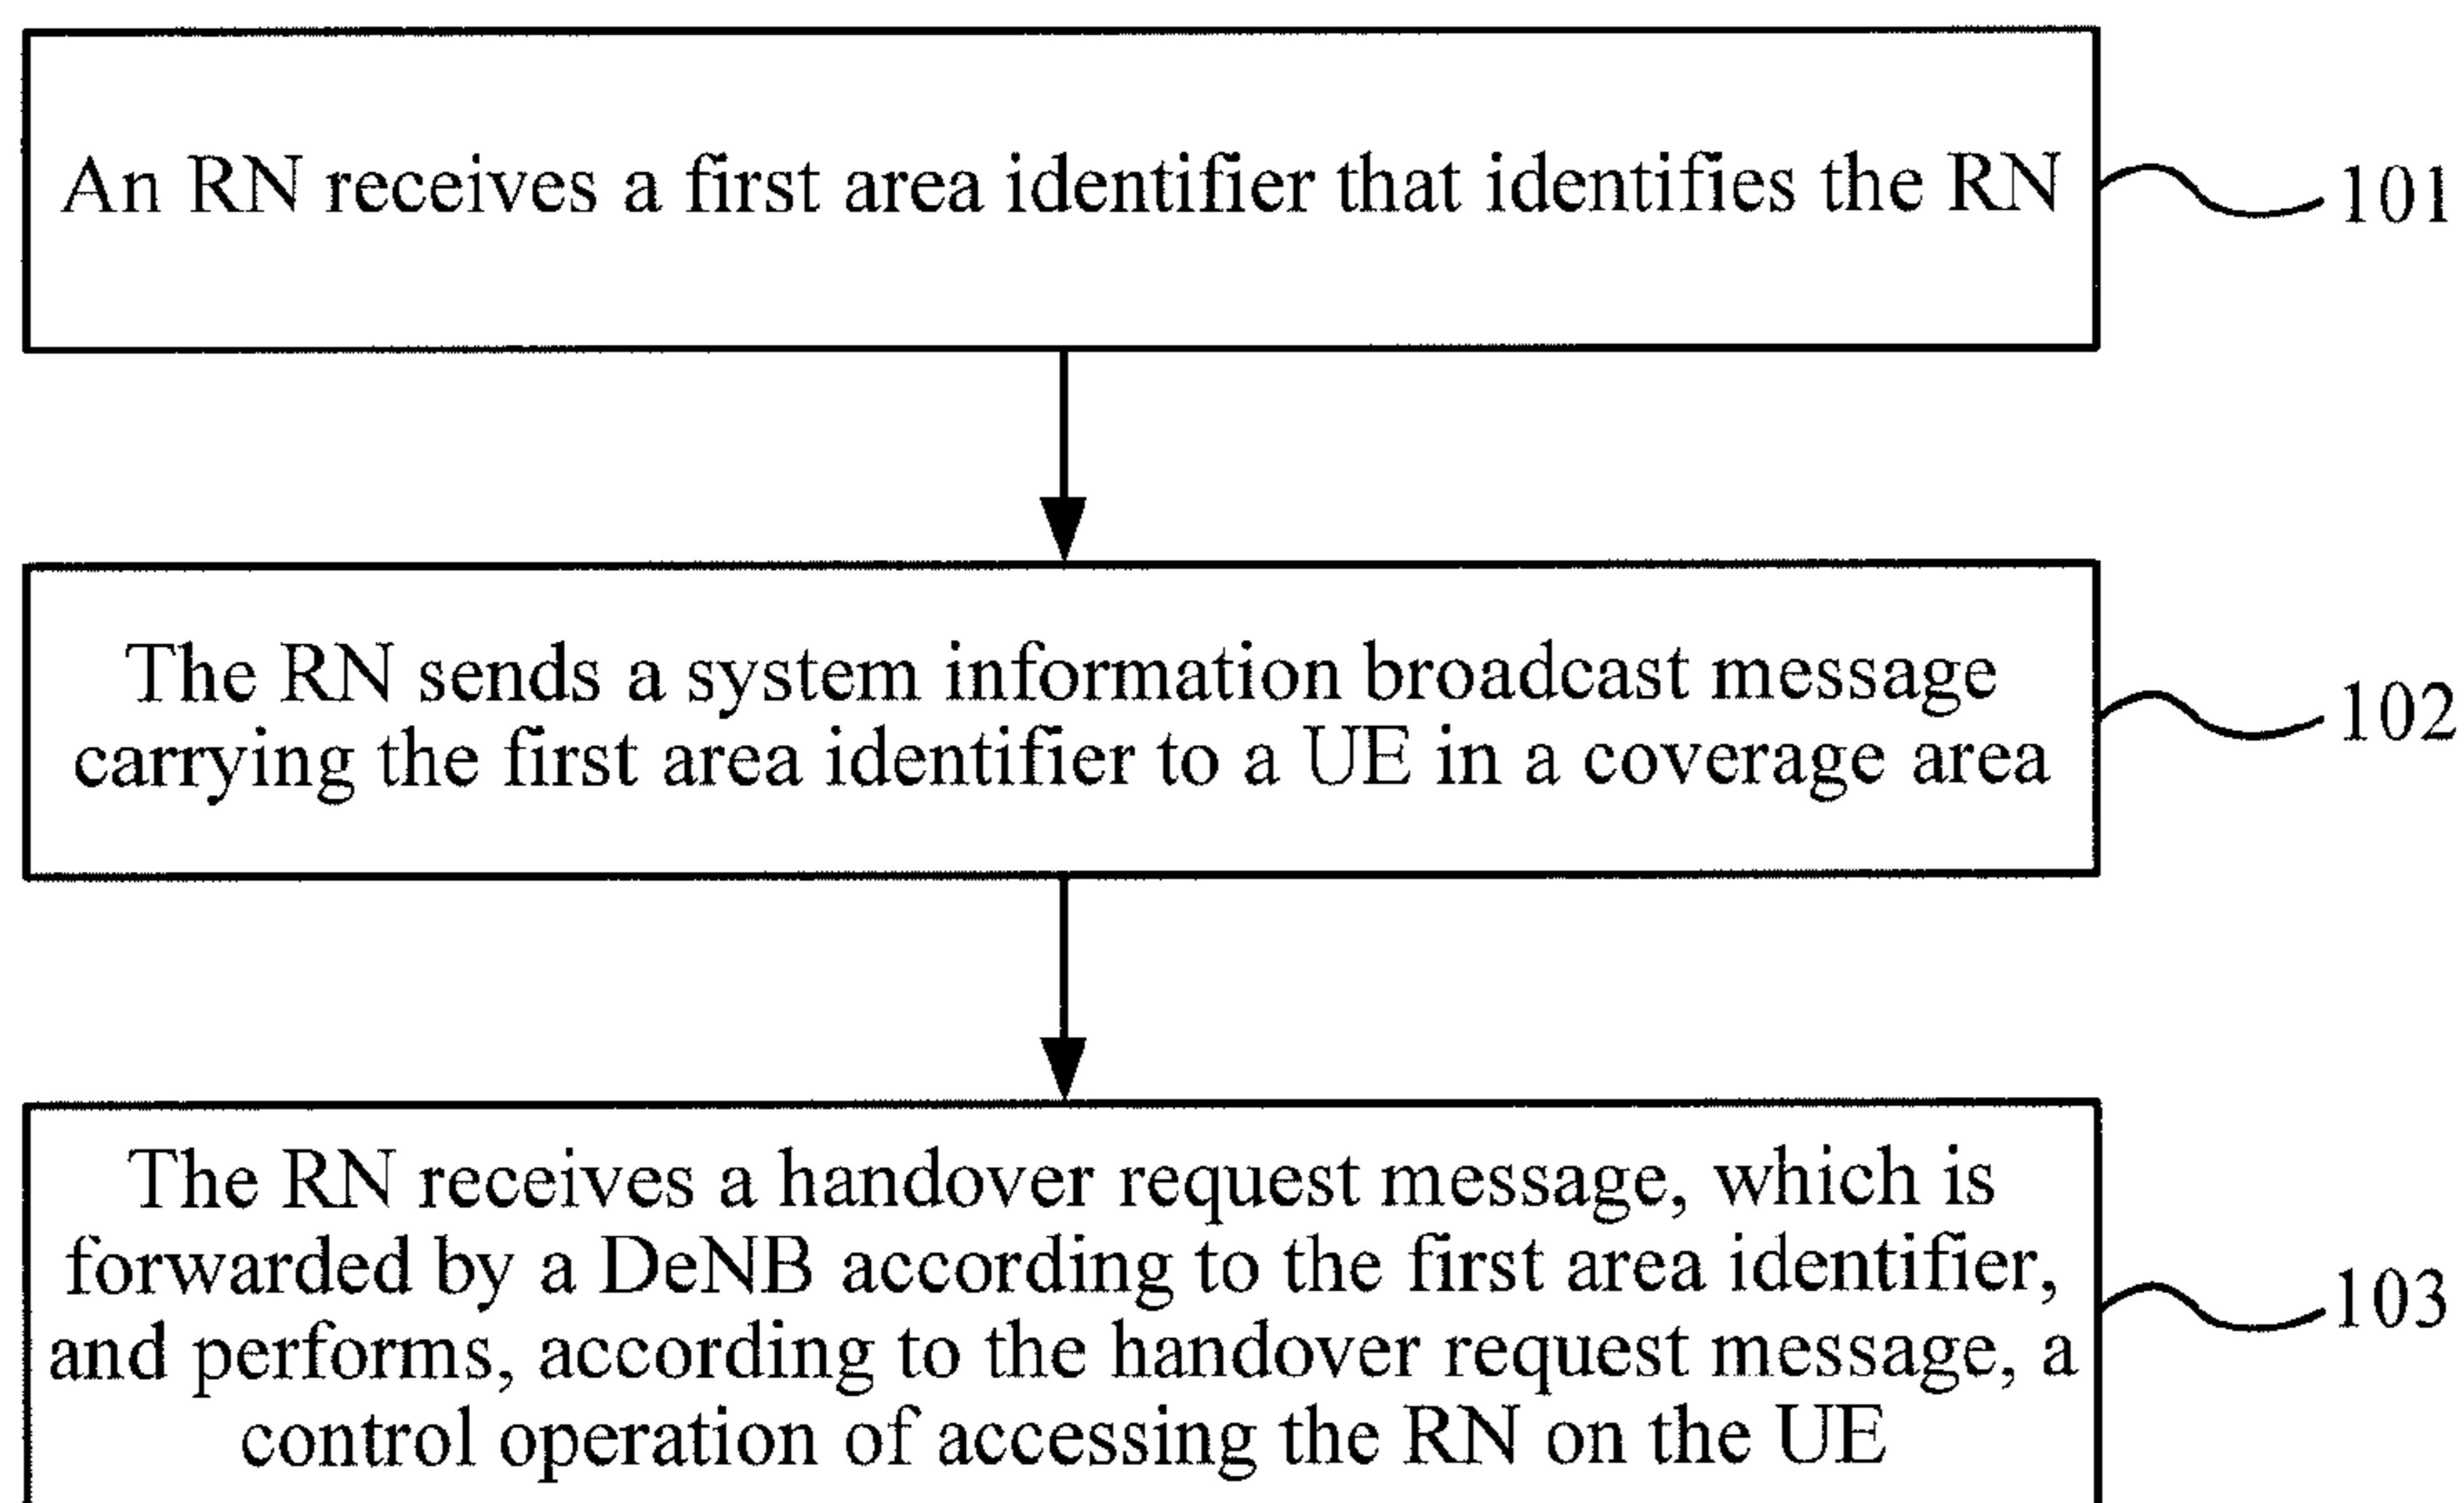 An RN receives a first area identifier that identifies the RN
101
The RN sends a system information broadcast message
carrying the first area identifier to a UE in a coverage area
102
The RN receives a handover request message, which is
forwarded by a DeNB according to the first area identifier,
and performs, according to the handover request message, a
control operation of accessing the RN on the UE
103